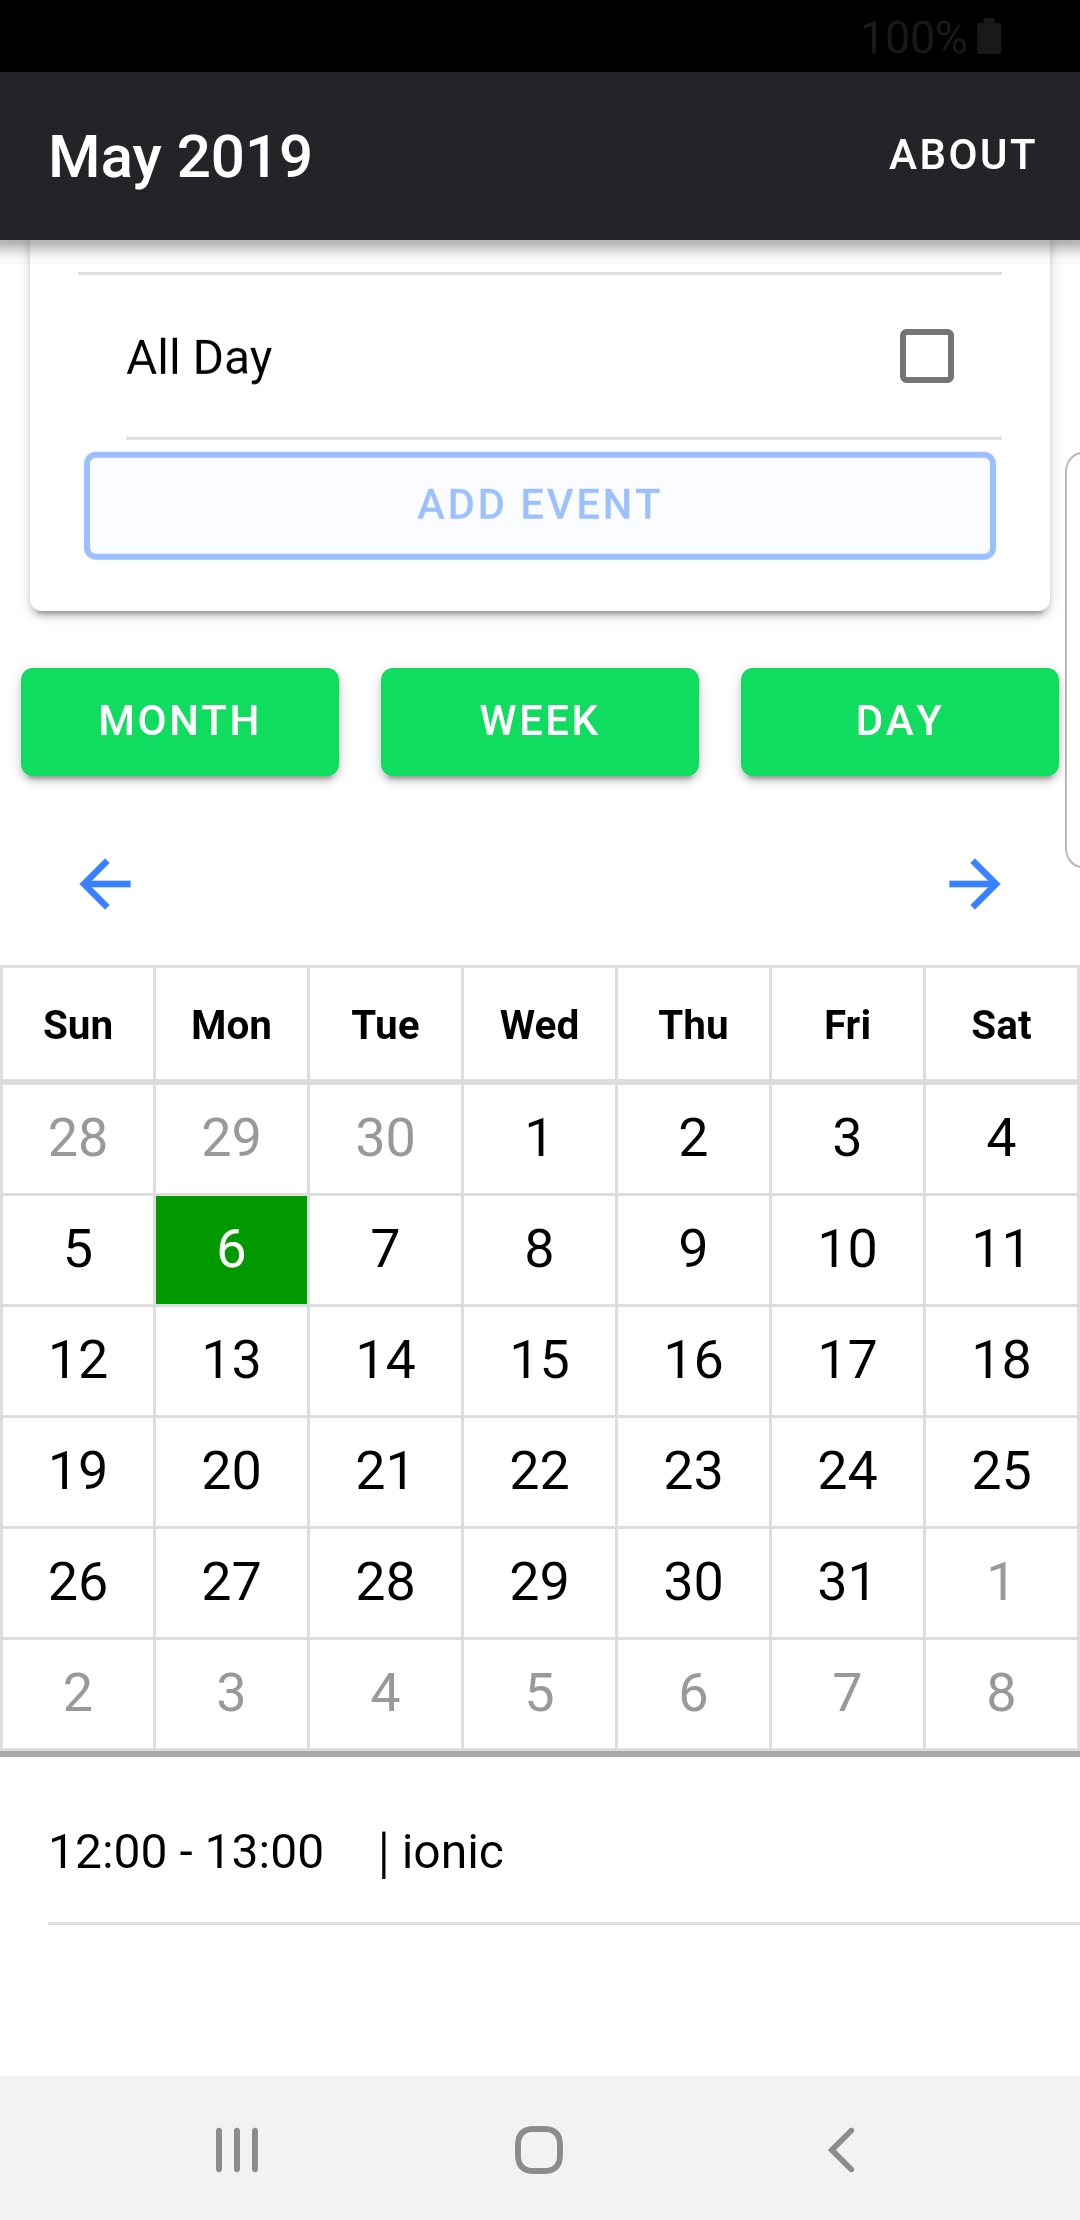 100%
May 2019 ABOUT
All Day
ADD EVENT
MONTH WEEK DAY
Sun Mon Tue Wed Thu Fri Sat
28 29 30 1 2 3 4
5 6 7 8 9 10 11
12 13 14 15 16 17 18
19 20 21 22 23 24 25
26 27 28 29 30 31 1
2 3 4 5 6 7 8
12:00 - 13:00 | ionic